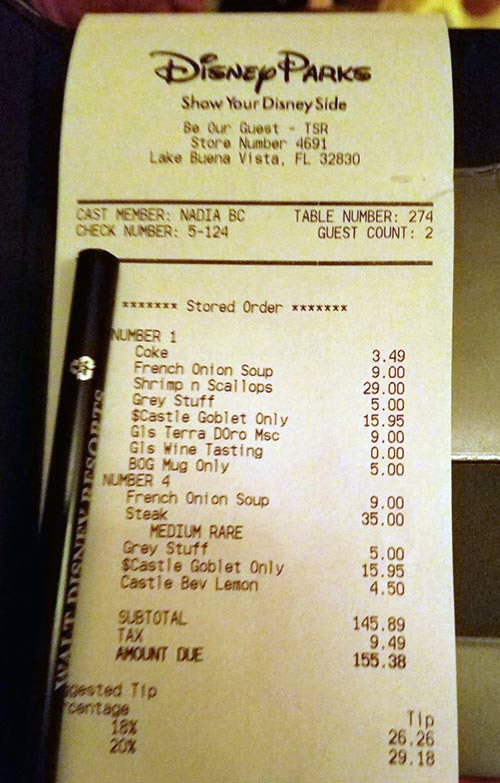 Disney Parks
Show Your Disney Side
Be Our Guest - TSR
Store Number 4691
Lake Buena Vista, FL 32830
CAST MEMBER: NADIA BC TABLE NUMBER: 274
CHECK NUMBER: 5-124 GUEST COUNT: 2
******* Stored Order *******
NUMBER 1
Coke 3.49
French Onion Soup 9.00
Shrimp n Scallops 29.00
Grey Stuff 5.00
$Castle Goblet Only 15.95
Gls Terra DOro Msc 9.00
Gls Wine Tasting 0.00
BOG Mug Only 5.00
NUMBER 4
French Onion Soup 9.00
Steak 35.00
MEDIUM RARE
Grey Stuff 5.00
$Castle Goblet Only 15.95
Castle Bev Lemon 4.50
SUBTOTAL 145.89
TAX 9.49
AMOUNT DUE 155.38
ggested Tip
rcentage Tip
18% 26.26
20% 29.18
WALT DISNEY RESORTS